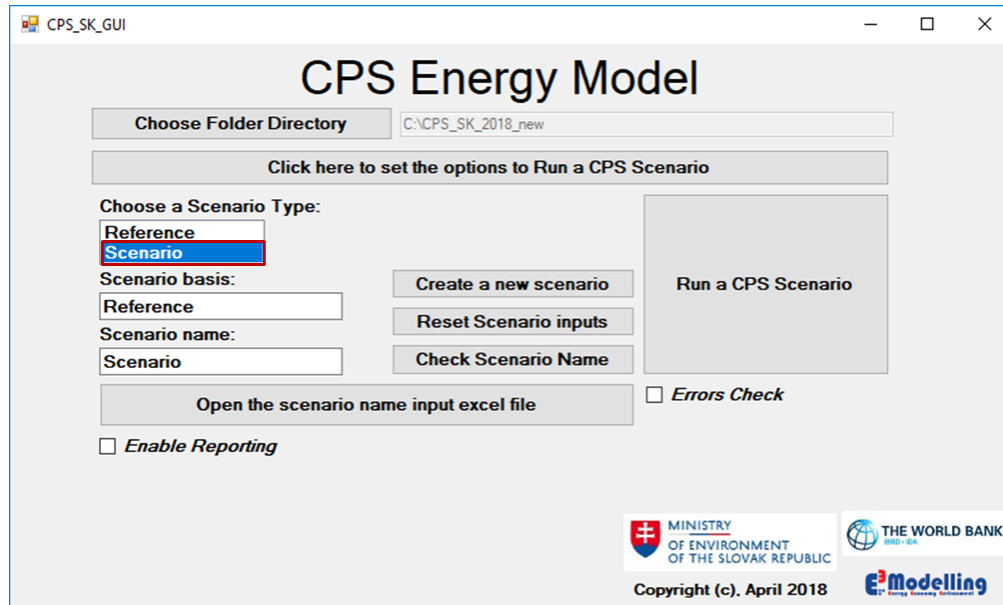 CPS_SK_GUI
CPS Energy Model
Choose Folder Directory
C:\CPS_SK_2018_new
Click here to set the options to Run a CPS Scenario
Choose a Scenario Type:
Reference
Scenario
Scenario basis:
Reference
Scenario name:
Scenario
Create a new scenario
Reset Scenario inputs
Check Scenario Name
Run a CPS Scenario
Open the scenario name input excel file
Errors Check
Enable Reporting
MINISTRY
OF ENVIRONMENT
OF THE SLOVAK REPUBLIC
THE WORLD BANK
IBRD • IDA
Copyright (c), April 2018
E3Modelling
Energy Economy Environment